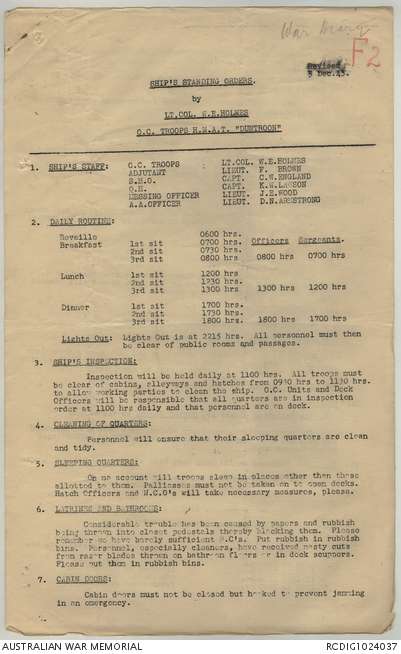 War Diary
F2
Revised
3 Dec.43.
SHIP'S STANDING ORDERS.
by
LT.COL. W.E.HOLMES
O.C. TROOPS H.M.A.T. "DUNTROON"
1. SHIP'S STAFF: O.C. TROOPS LT.COL. W.E.HOLMES
ADJUTANT LIEUT. F. BROWN
S.M.O. CAPT. C.W.ENGLAND
Q.M. CAPT. K.W.LAWSON
MESSING OFFICER LIEUT. J.E.WOOD
A.A.OFFICER LIEUT. D.N.ARMSTRONG
2. DAILY ROUTINE:
Reveille 0600 hrs.
Breakfast 1st sit 0700 hrs. Officers Sergeants.
2nd sit 0730 hrs.
3rd sit 0800 hrs 0800 hrs 0700 hrs
Lunch 1st sit 1200 hrs
2nd sit 1230 hrs.
3rd sit 1300 hrs 1300 hrs 1200 hrs
Dinner 1st sit 1700 hrs.
2nd sit 1730 hrs.
3rd sit 1800 hrs. 1800 hrs 1700 hrs
Lights Out: Lights Out is at 2215 hrs. All personnel must then
be clear of public rooms and passages.
3. SHIP'S INSPECTION:
Inspection will be held daily at 1100 hrs. All troops must
be clear of cabins, alleyways and hatches from 0930 hrs to 1130 hrs.
to allow working parties to clean the ship. O.C. Units and Deck
Officers will be responsible that all quarters are in inspection
order at 1100 hrs daily and that personnel are on deck.
4. CLEANING OF QUARTERS:
Personnel will ensure that their sleeping quarters are clean
and tidy.
5. SLEEPING QUARTERS:
On no account will troops sleep in places other than those
allotted to them. Palliasses must not be taken on to open decks.
Hatch Officers and N.C.O's will take necessary measures, please.
6. LATRINES AND BATHROOMS:
Considerable trouble has been caused by papers and rubbish
being thrown into closet pedestals thereby blocking them. Please
remember we have barely sufficient W.C's. Put rubbish in rubbish
bins. Personnel, especially cleaners, have received nasty cuts
from razor blades thrown on bathroom floors or in deck scuppers.
Please put them in rubbish bins.
7. CABIN DOORS:
Cabin doors must not be closed but hooked to prevent jamming
in an emergency.
AUSTRALIAN WAR MEMORIAL
RCDIG1024037